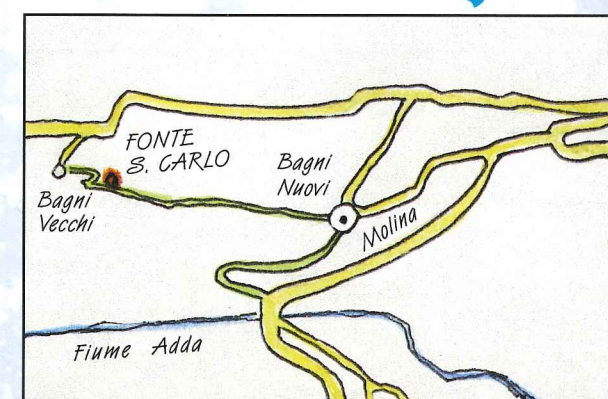 FONTE
S. CARLO
Bagni
Nuovi
Bagni
Vecchi
Molina
Fiume Adda